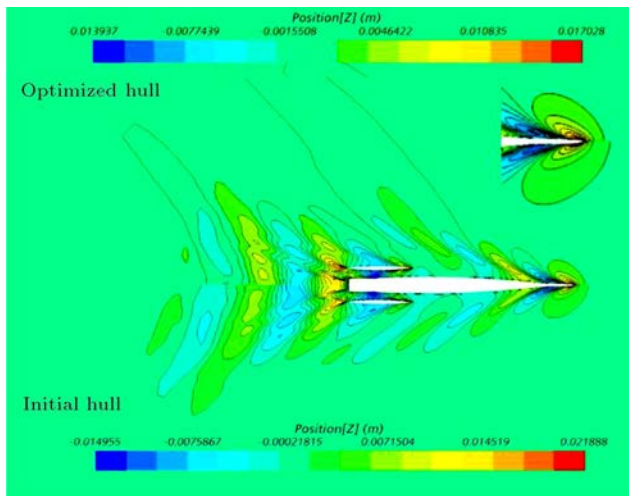 Position[Z] (m)
-0.013937 -0.0077439 -0.0015508 0.0046422 0.010835 0.017028
Optimized hull
Initial hull
Position[Z] (m)
-0.014955 -0.0075867 0.00021815 0.0071504 0.014519 0.021888